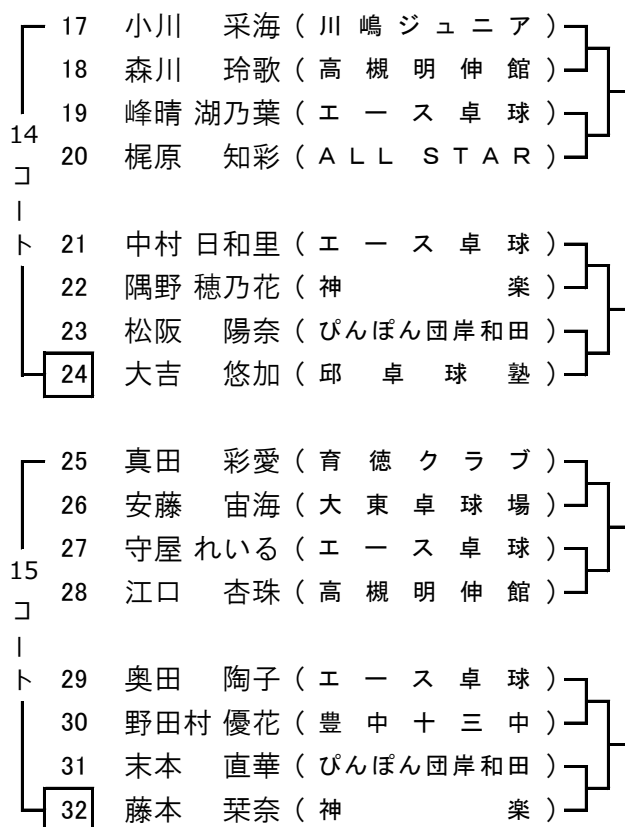 17 小川 采海 ( 川嶋ジュニア )
18 森川 玲歌 ( 高槻明伸館 )
19 峰晴 湖乃葉 ( エース卓球 )
20 梶原 知彩 ( ALL STAR )
14コート
21 中村 日和里 ( エース卓球 )
22 隅野 穂乃花 ( 神楽 )
23 松阪 陽奈 ( ぴんぽん団岸和田 )
24 大吉 悠加 ( 邱卓球塾 )
25 真田 彩愛 ( 育徳クラブ )
26 安藤 宙海 ( 大東卓球場 )
27 守屋 れいる ( エース卓球 )
28 江口 杏珠 ( 高槻明伸館 )
15コート
29 奥田 陶子 ( エース卓球 )
30 野田村 優花 ( 豊中十三中 )
31 末本 直華 ( ぴんぽん団岸和田 )
32 藤本 栞奈 ( 神楽 )